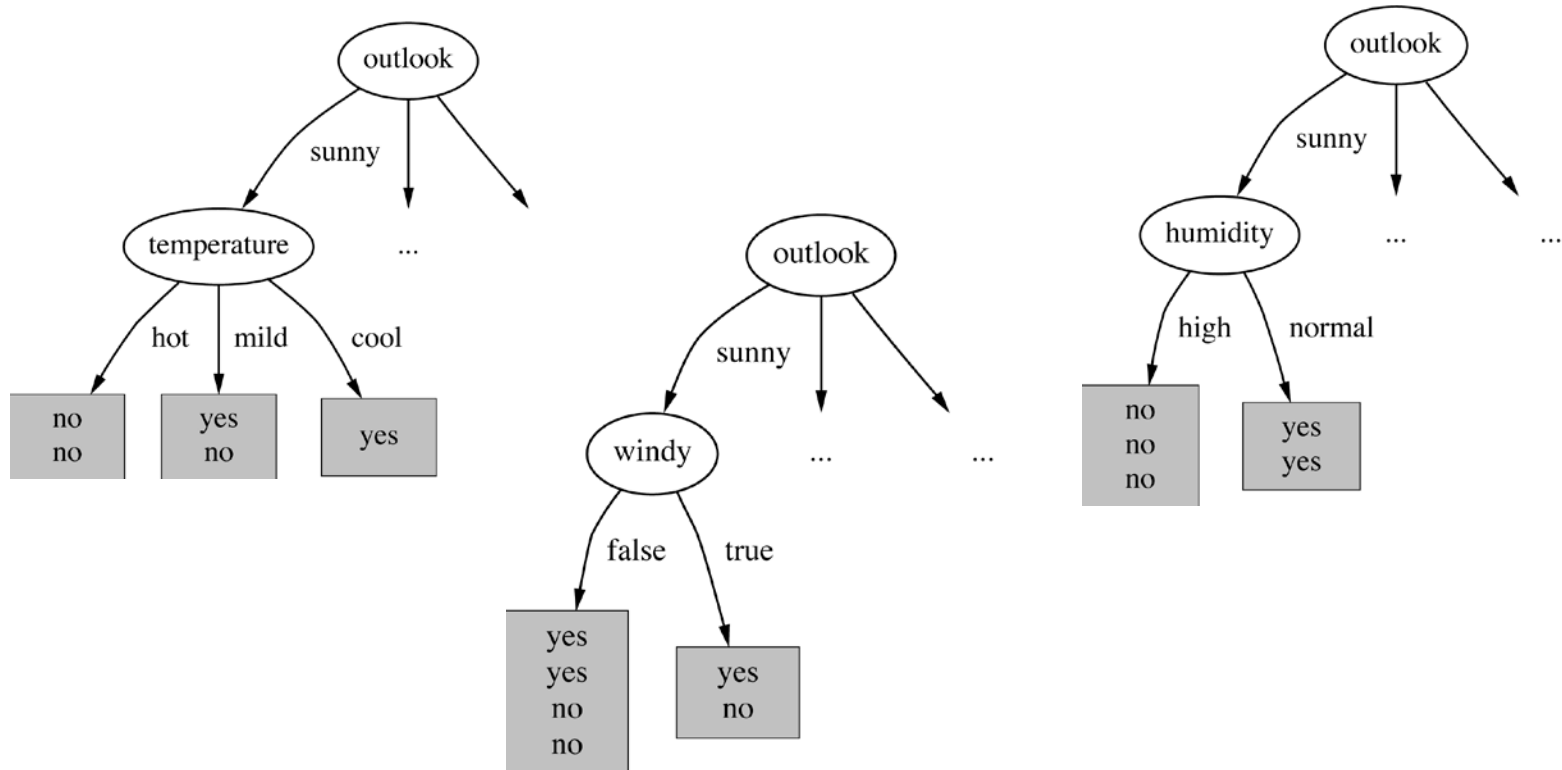 outlook
sunny
temperature
...
hot mild cool
no
no
yes
no
yes
outlook
sunny
windy
... ...
false true
yes
yes
no
no
yes
no
outlook
sunny
humidity
... ...
high normal
no
no
no
yes
yes